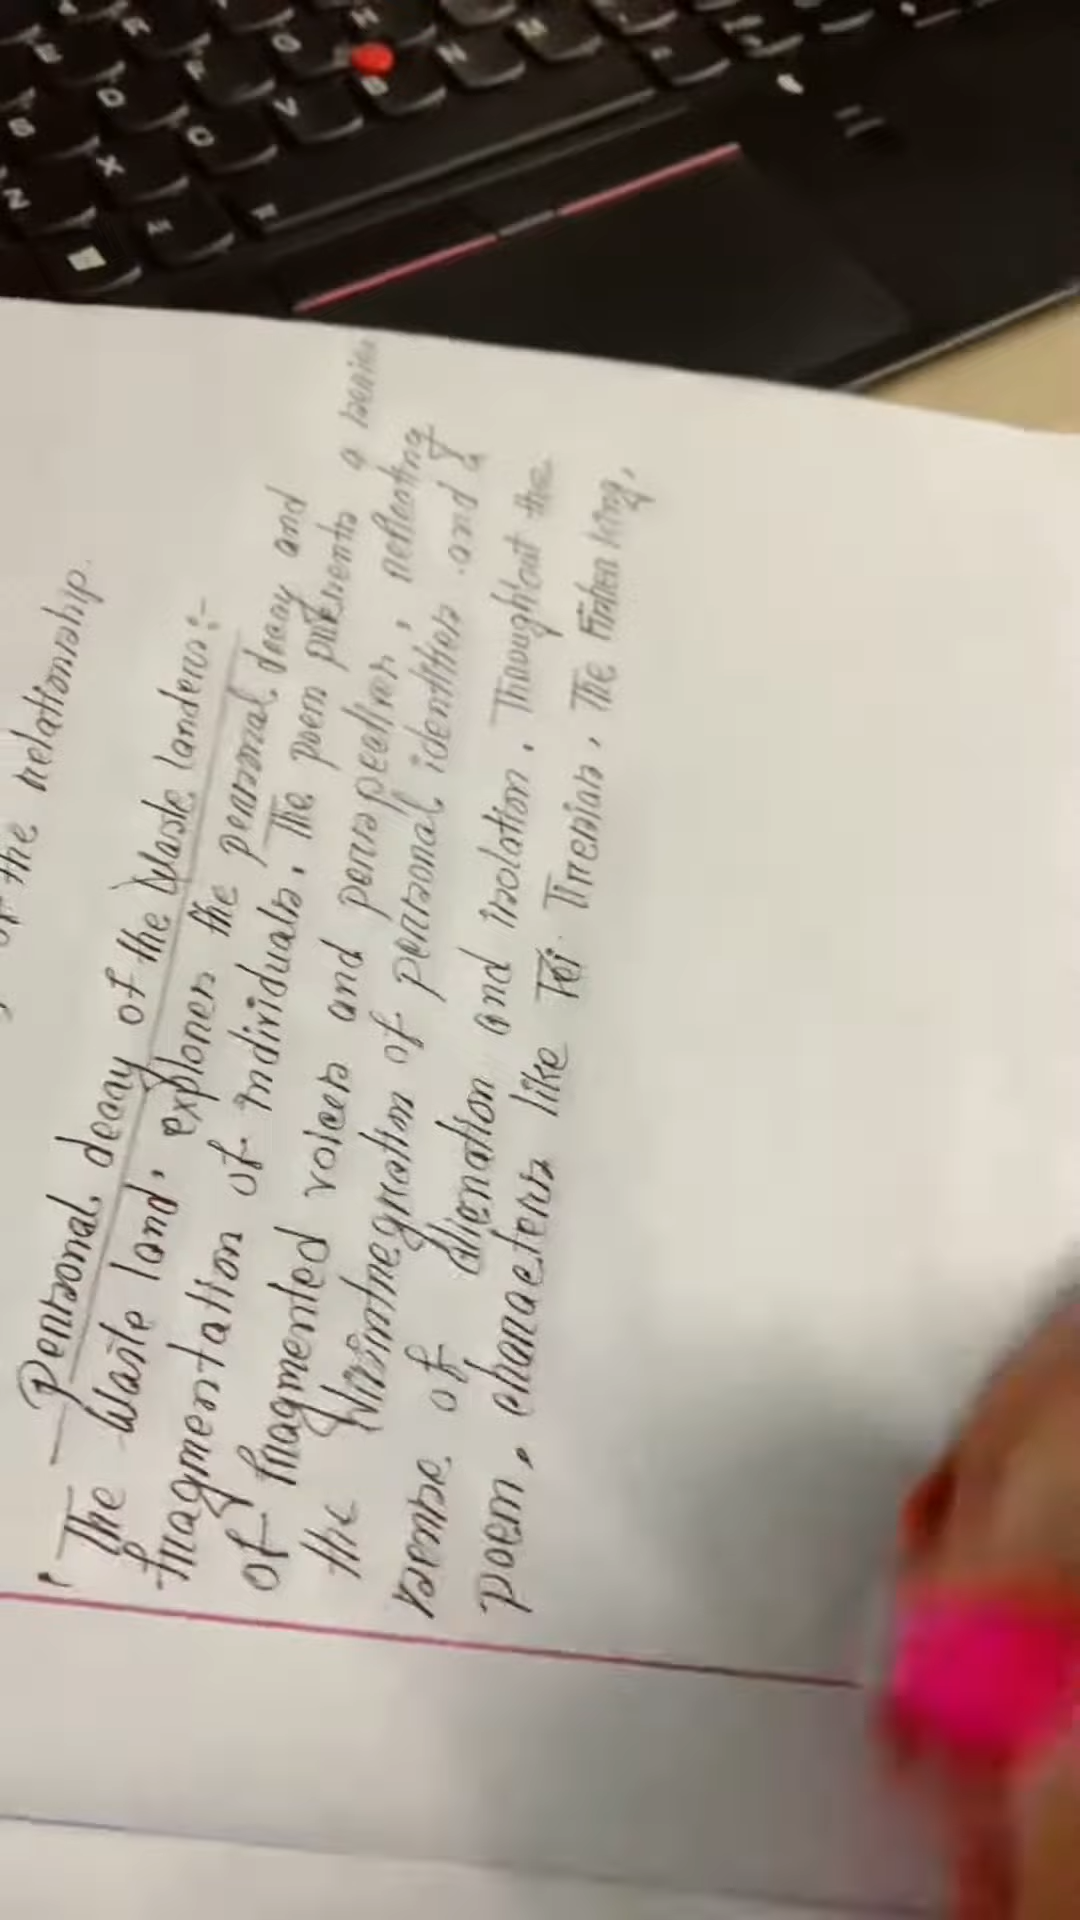 the relationship.
Personal decay of the Waste landers:-
The Waste land, explores the personal decay and
fragmentation of individuals. The poem presents a series
of fragmented voices and perspectives, reflecting
the of personal identities and a
sense of alienation and isolation. Throughout the
poem, characters like Tiresias, The Fisher king,